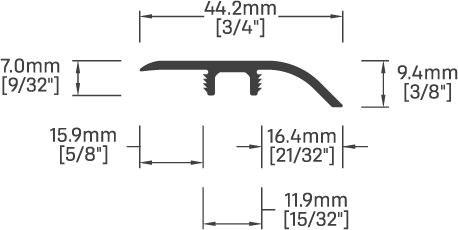 44.2mm
[3/4"]
7.0mm
[9/32"]
9.4mm
[3/8"]
15.9mm
[5/8"]
16.4mm
[21/32"]
11.9mm
[15/32"]